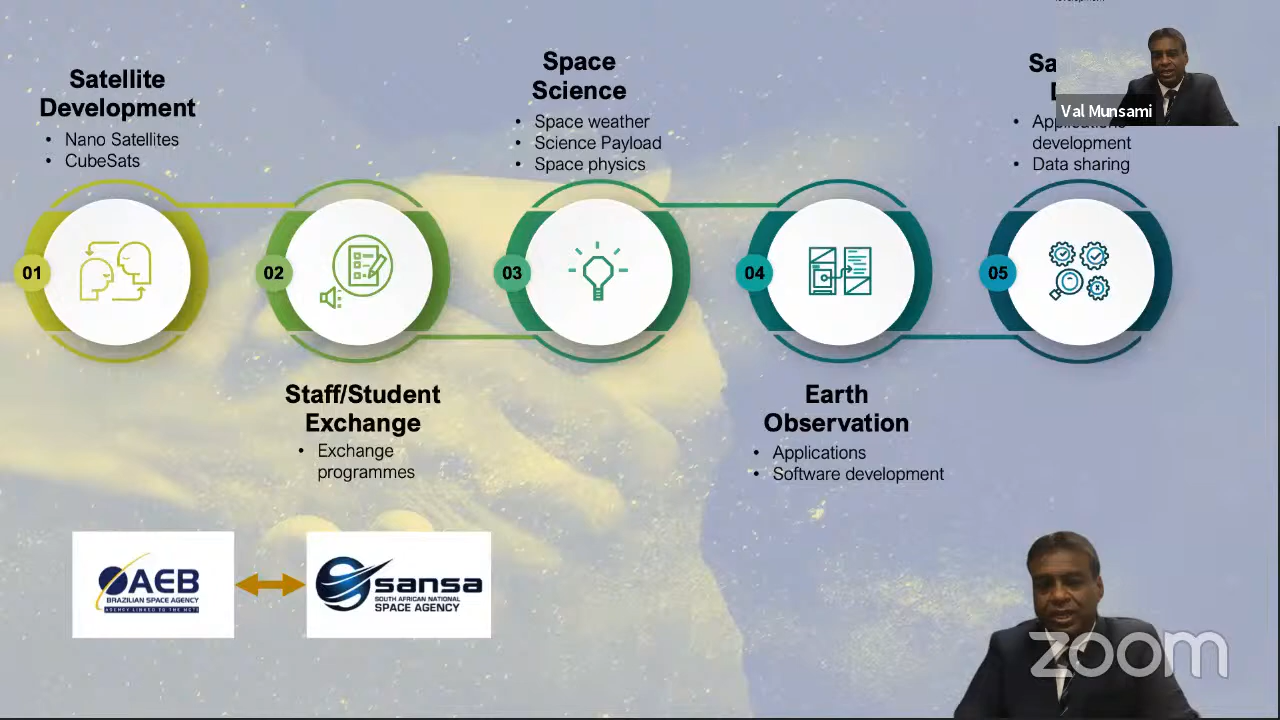 Satellite
Development
• Nano Satellites
• CubeSats
Space
Science
• Space weather
• Science Payload
• Space physics
Val Munsami
development
• Data sharing
01
02
03
04
05
Staff/Student
Exchange
• Exchange
programmes
Earth
Observation
• Applications
• Software development
AEB
BRAZILIAN SPACE AGENCY
sansa
SOUTH AFRICAN NATIONAL
SPACE AGENCY
zoom